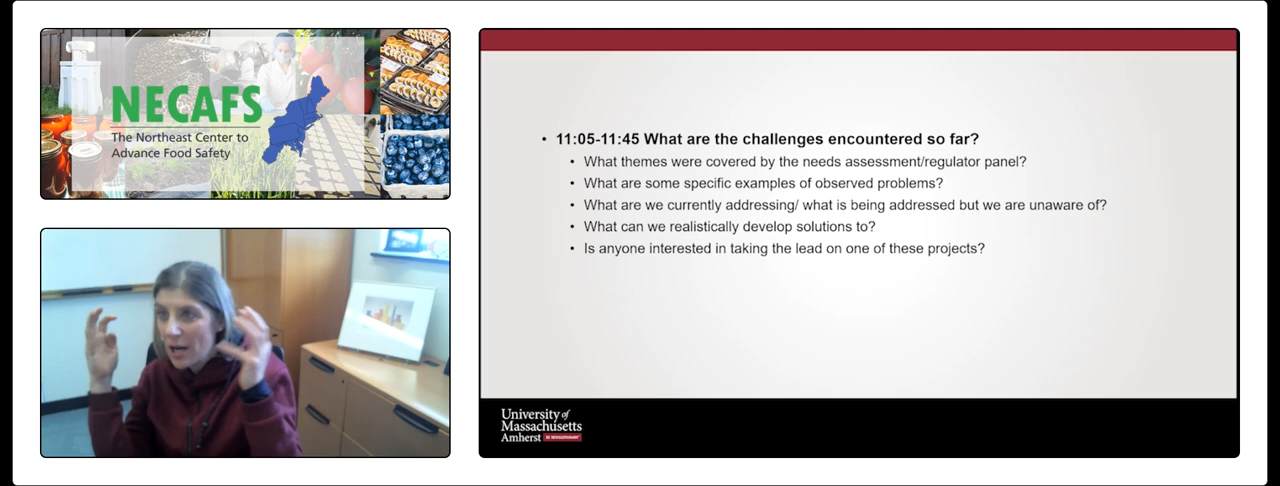 NECAFS
The Northeast Center to
Advance Food Safety
• 11:05-11:45 What are the challenges encountered so far?
• What themes were covered by the needs assessment/regulator panel?
• What are some specific examples of observed problems?
• What are we currently addressing/ what is being addressed but we are unaware of?
• What can we realistically develop solutions to?
• Is anyone interested in taking the lead on one of these projects?
University of
Massachusetts
Amherst BE REVOLUTIONARY